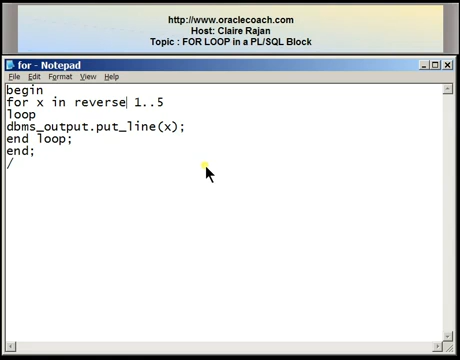 http://www.oraclecoach.com
Host: Claire Rajan
Topic : FOR LOOP in a PL/SQL Block
for - Notepad
File Edit Format View Help
begin
for x in reverse 1..5
loop
dbms_output.put_line(x);
end loop;
end;
/